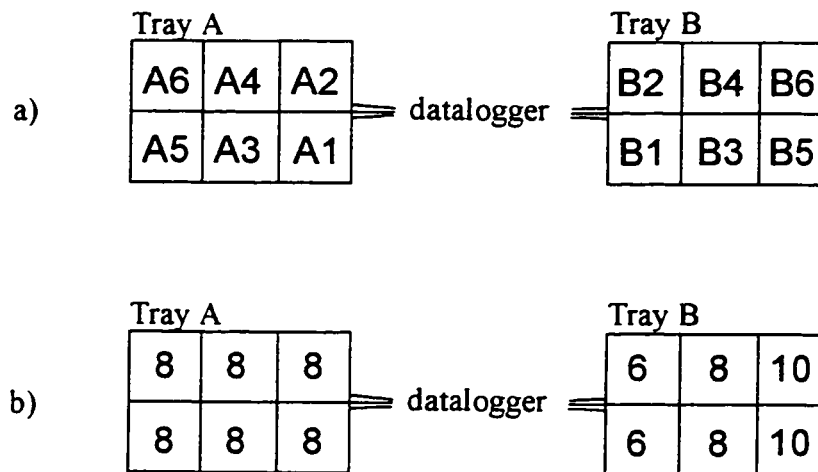 Tray A Tray B
A6 A4 A2 B2 B4 B6
a) datalogger
A5 A3 A1 B1 B3 B5
Tray A Tray B
8 8 8 6 8 10
b) datalogger
8 8 8 6 8 10